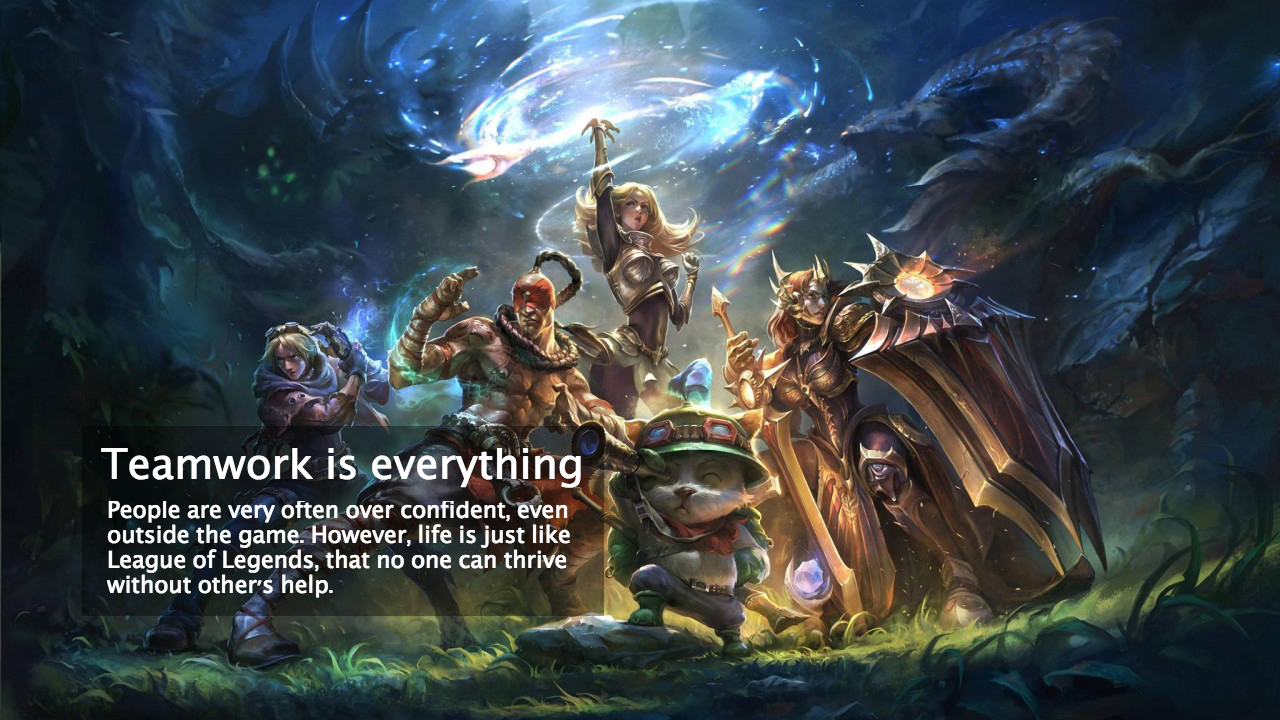 Teamwork is everything
People are very often over confident, even
outside the game. However, life is just like
League of Legends, that no one can thrive
without other's help.